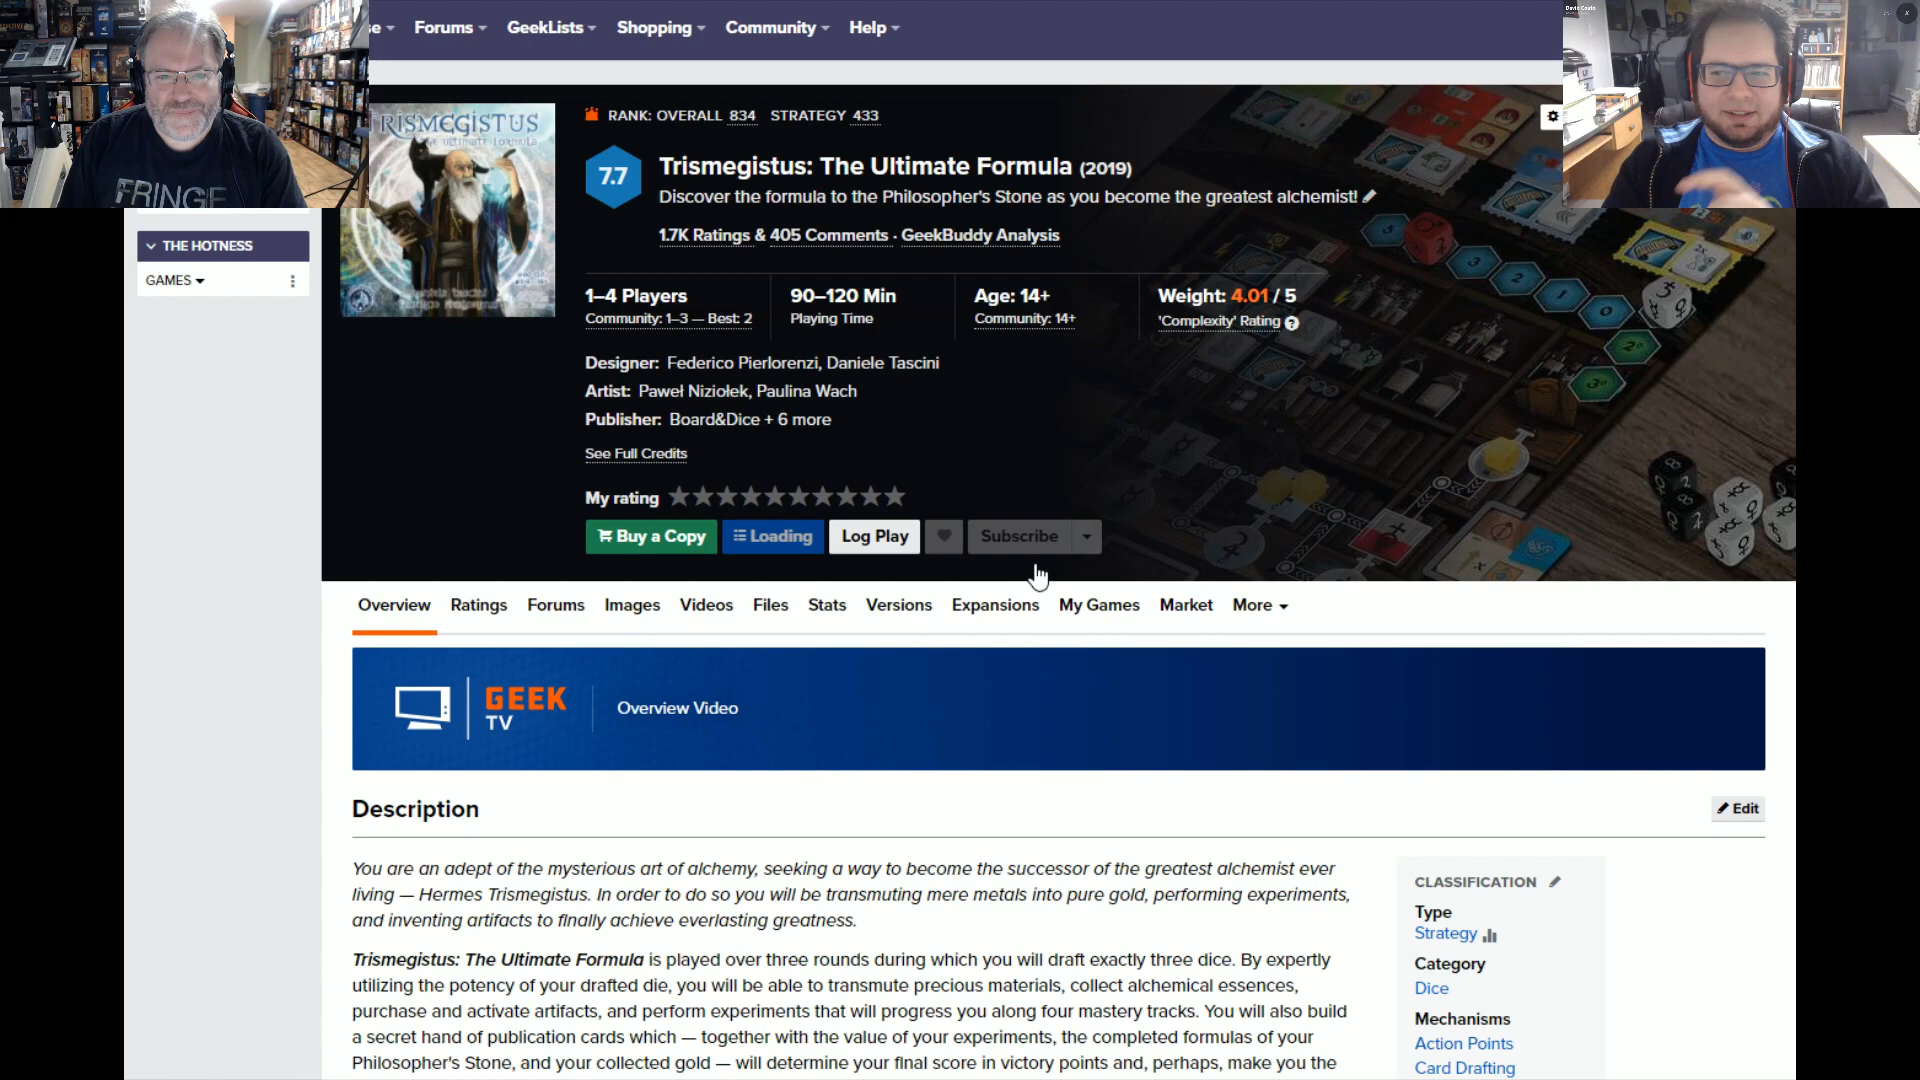 Forums GeekLists Shopping Community Help
David Couto
FRINGE
TRISMEGISTUS
THE ULTIMATE FORMULA
RANK: OVERALL 834 STRATEGY 433
7.7
Trismegistus: The Ultimate Formula (2019)
Discover the formula to the Philosopher's Stone as you become the greatest alchemist!
1.7K Ratings & 405 Comments · GeekBuddy Analysis
THE HOTNESS
GAMES
1–4 Players
Community: 1–3 — Best: 2
90–120 Min
Playing Time
Age: 14+
Community: 14+
Weight: 4.01 / 5
'Complexity' Rating
Designer: Federico Pierlorenzi, Daniele Tascini
Artist: Paweł Niziołek, Paulina Wach
Publisher: Board&Dice + 6 more
See Full Credits
My rating
Buy a Copy Loading Log Play Subscribe
Overview Ratings Forums Images Videos Files Stats Versions Expansions My Games Market More
GEEK
TV
Overview Video
Description
Edit
You are an adept of the mysterious art of alchemy, seeking a way to become the successor of the greatest alchemist ever
living — Hermes Trismegistus. In order to do so you will be transmuting mere metals into pure gold, performing experiments,
and inventing artifacts to finally achieve everlasting greatness.
Trismegistus: The Ultimate Formula is played over three rounds during which you will draft exactly three dice. By expertly
utilizing the potency of your drafted die, you will be able to transmute precious materials, collect alchemical essences,
purchase and activate artifacts, and perform experiments that will progress you along four mastery tracks. You will also build
a secret hand of publication cards which — together with the value of your experiments, the completed formulas of your
Philosopher's Stone, and your collected gold — will determine your final score in victory points and, perhaps, make you the
CLASSIFICATION
Type
Strategy
Category
Dice
Mechanisms
Action Points
Card Drafting